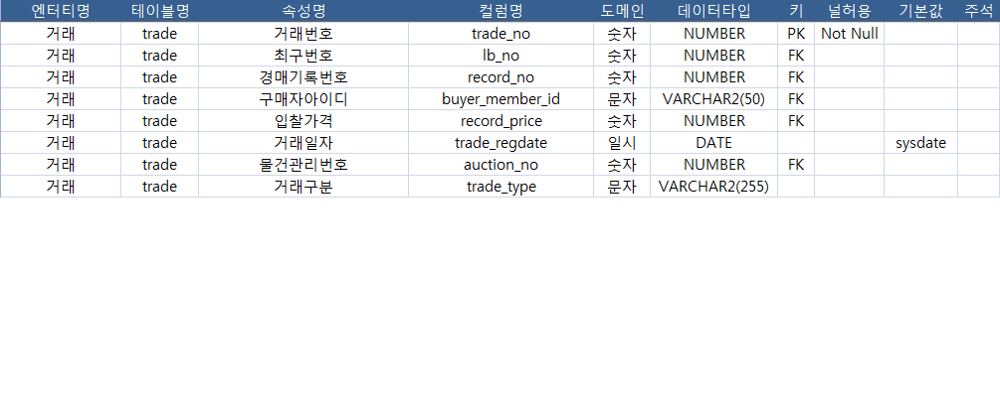 엔터티명 테이블명 속성명 컬럼명 도메인 데이터타입 키 널허용 기본값 주석
거래 trade 거래번호 trade_no 숫자 NUMBER PK Not Null
거래 trade 최구번호 lb_no 숫자 NUMBER FK
거래 trade 경매기록번호 record_no 숫자 NUMBER FK
거래 trade 구매자아이디 buyer_member_id 문자 VARCHAR2(50) FK
거래 trade 입찰가격 record_price 숫자 NUMBER FK
거래 trade 거래일자 trade_regdate 일시 DATE sysdate
거래 trade 물건관리번호 auction_no 숫자 NUMBER FK
거래 trade 거래구분 trade_type 문자 VARCHAR2(255)